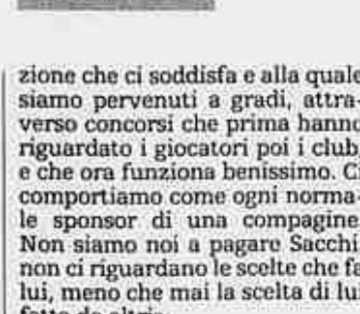 zione che ci soddisfa e alla quale
siamo pervenuti a gradi, attra-
verso concorsi che prima hanno
riguardato i giocatori poi i club,
e che ora funziona benissimo. Ci
comportiamo come ogni norma-
le sponsor di una compagine.
Non siamo noi a pagare Sacchi,
non ci riguardano le scelte che fa
lui, meno che mai la scelta di lui